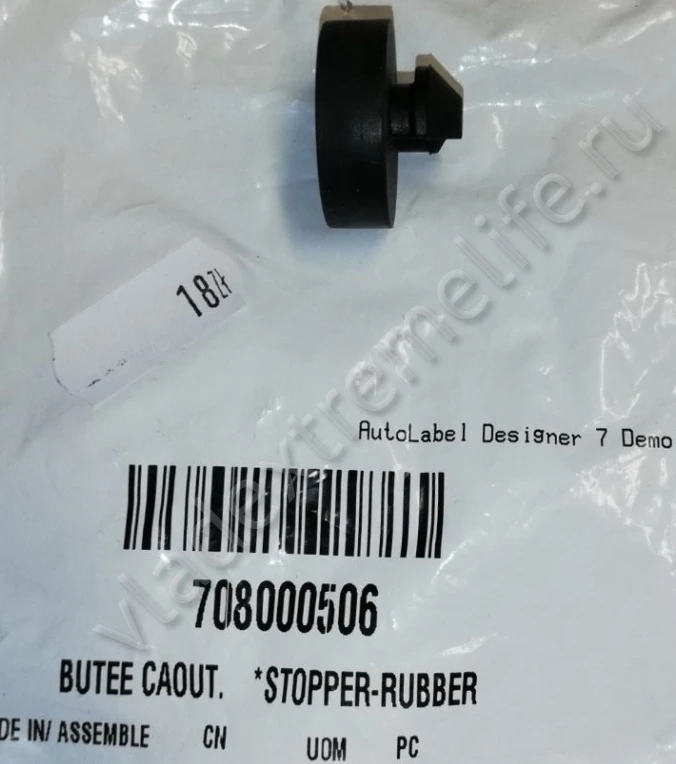 18zł
AutoLabel Designer 7 Demo
708000506
BUTEE CAOUT. *STOPPER-RUBBER
DE IN/ ASSEMBLE CN UOM PC
vladextremelife.ru